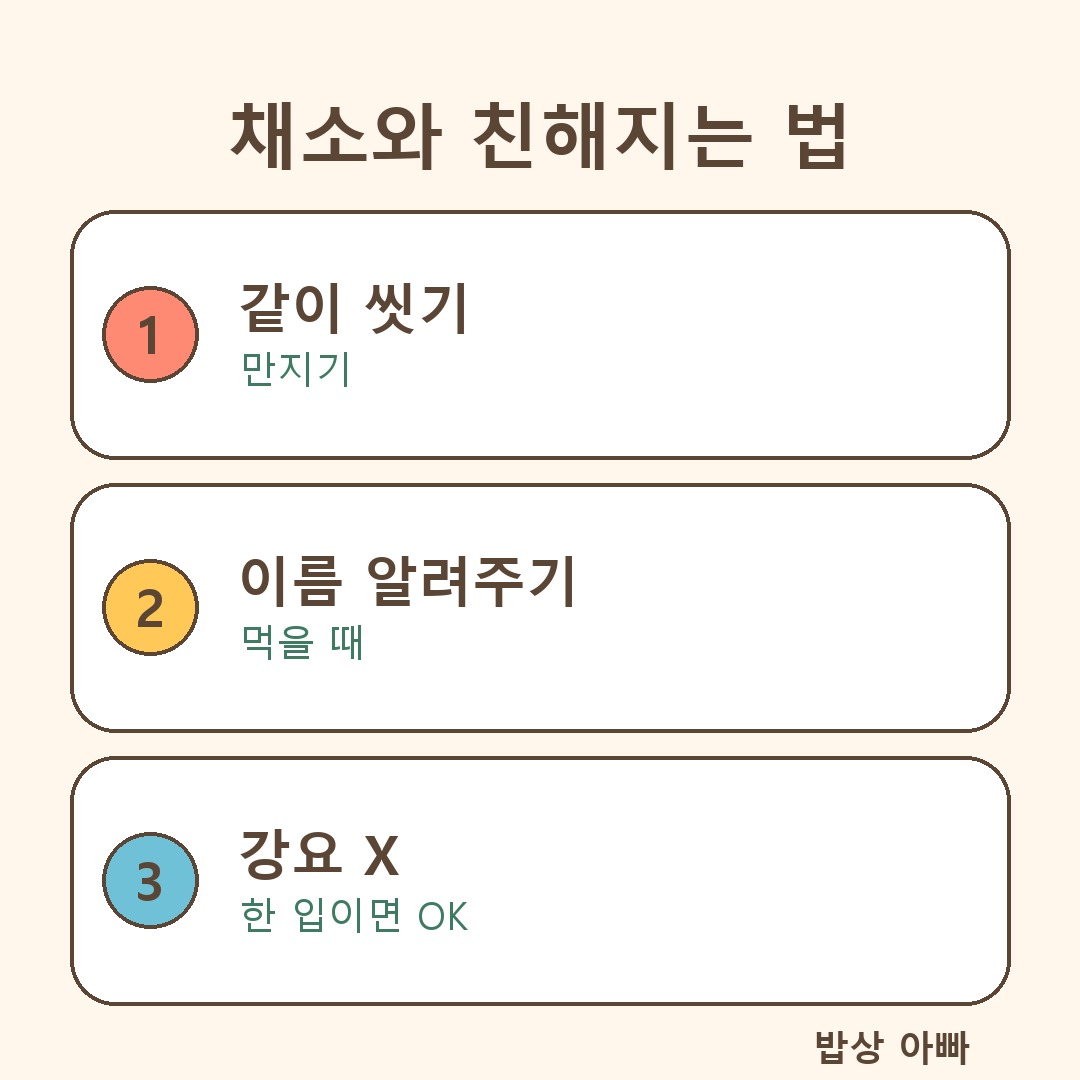 채소와 친해지는 법
1
같이 씻기
만지기
2
이름 알려주기
먹을 때
3
강요 X
한 입이면 OK
밥상 아빠